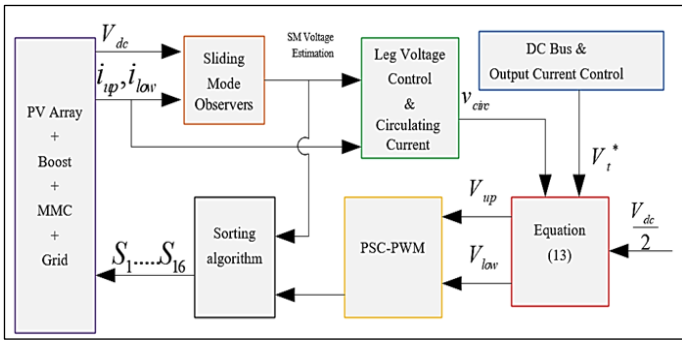 PV Array
+
Boost
+
MMC
+
Grid
V_dc
i_up, i_low
Sliding
Mode
Observers
SM Voltage
Estimation
Leg Voltage
Control
&
Circulating
Current
v_circ
DC Bus &
Output Current Control
V_t*
V_dc
2
Equation
(13)
V_up
V_low
PSC-PWM
Sorting
algorithm
S_1.....S_16